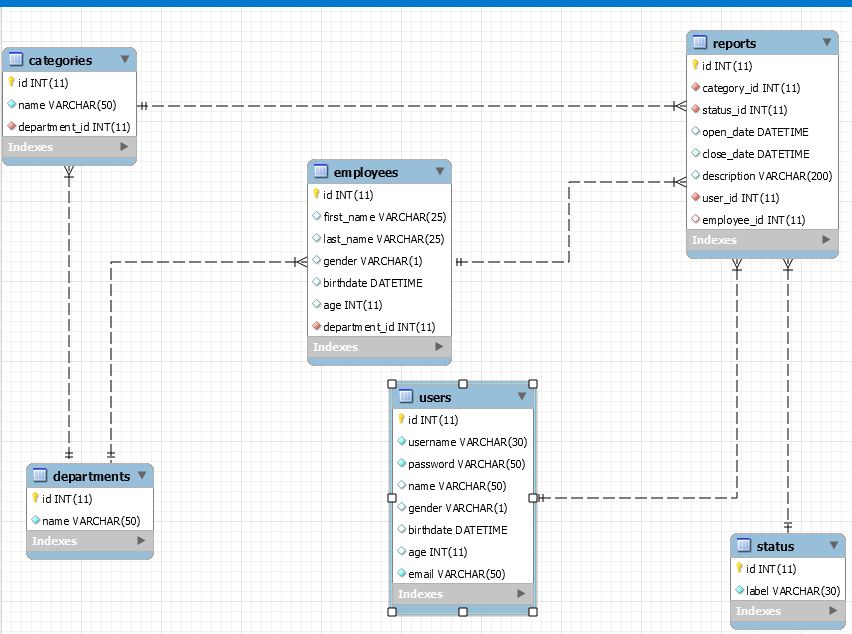 categories
id INT(11)
name VARCHAR(50)
department_id INT(11)
Indexes
reports
id INT(11)
category_id INT(11)
status_id INT(11)
open_date DATETIME
close_date DATETIME
description VARCHAR(200)
user_id INT(11)
employee_id INT(11)
Indexes
employees
id INT(11)
first_name VARCHAR(25)
last_name VARCHAR(25)
gender VARCHAR(1)
birthdate DATETIME
age INT(11)
department_id INT(11)
Indexes
users
id INT(11)
username VARCHAR(30)
password VARCHAR(50)
name VARCHAR(50)
gender VARCHAR(1)
birthdate DATETIME
age INT(11)
email VARCHAR(50)
Indexes
departments
id INT(11)
name VARCHAR(50)
Indexes
status
id INT(11)
label VARCHAR(30)
Indexes